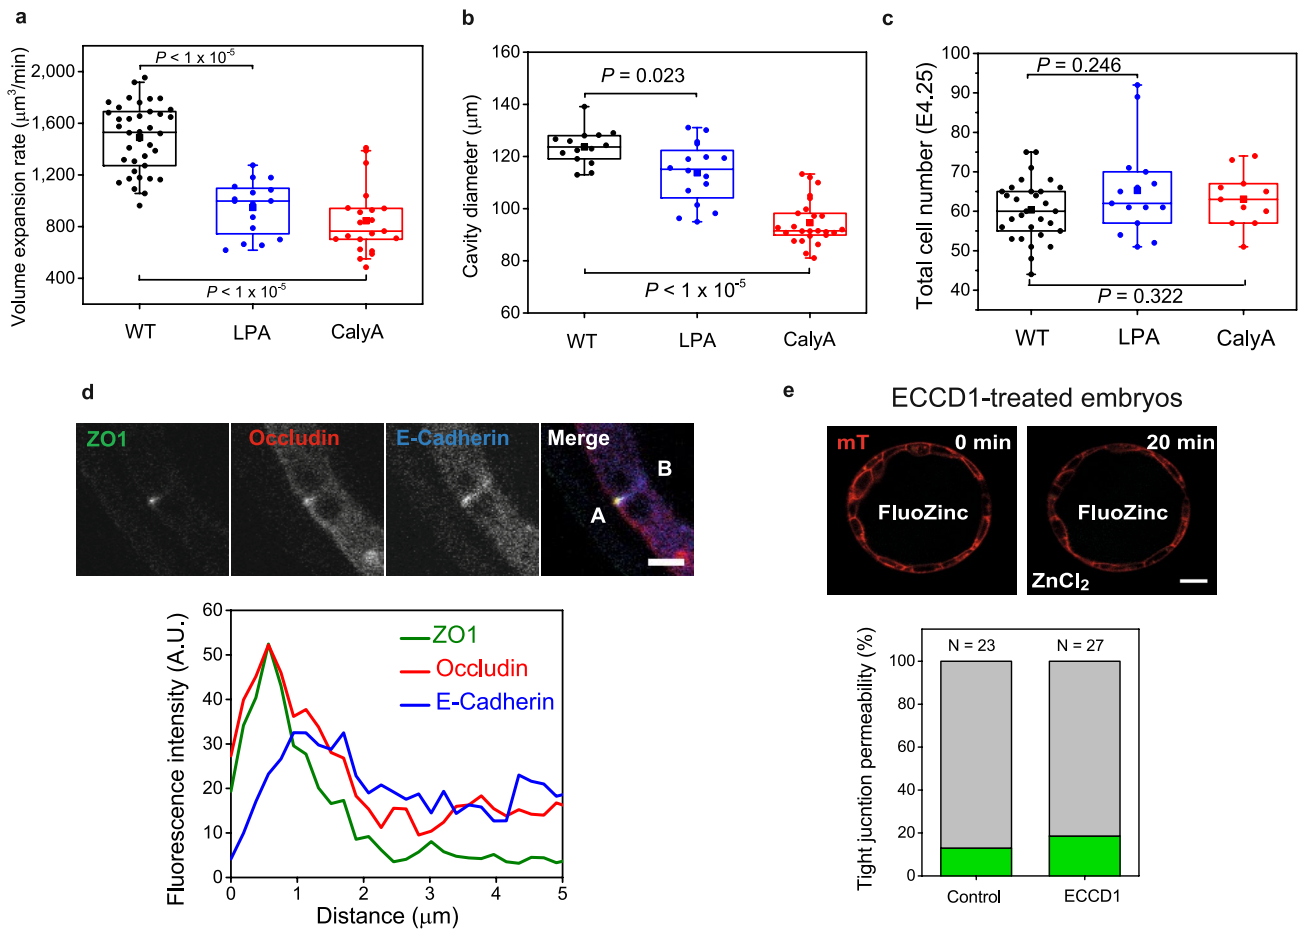 a
Volume expansion rate (μm³/min)
2,000
1,600
1,200
800
400
P < 1 x 10⁻⁵
P < 1 x 10⁻⁵
WT
LPA
CalyA
b
Cavity diameter (μm)
160
140
120
100
80
60
P = 0.023
P < 1 x 10⁻⁵
WT
LPA
CalyA
c
Total cell number (E4.25)
100
90
80
70
60
50
40
P = 0.246
P = 0.322
WT
LPA
CalyA
d
ZO1
Occludin
E-Cadherin
Merge
B
A
Fluorescence intensity (A.U.)
60
50
40
30
20
10
0
ZO1
Occludin
E-Cadherin
0
1
2
3
4
5
Distance (μm)
e
ECCD1-treated embryos
mT
0 min
FluoZinc
20 min
FluoZinc
ZnCl₂
Tight jucntion permeability (%)
100
80
60
40
20
0
N = 23
N = 27
Control
ECCD1